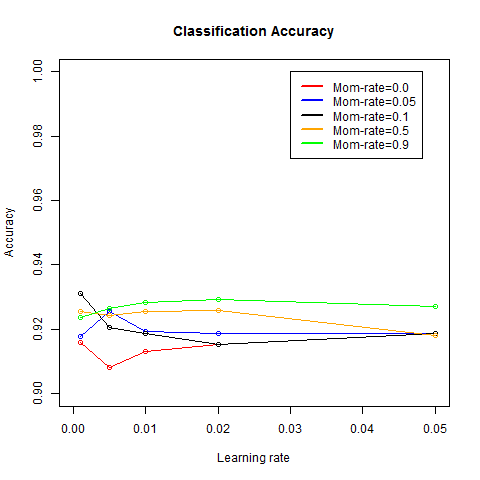 Classification Accuracy
1.00
0.98
0.96
0.94
0.92
0.90
Accuracy
Mom-rate=0.0
Mom-rate=0.05
Mom-rate=0.1
Mom-rate=0.5
Mom-rate=0.9
0.00 0.01 0.02 0.03 0.04 0.05
Learning rate